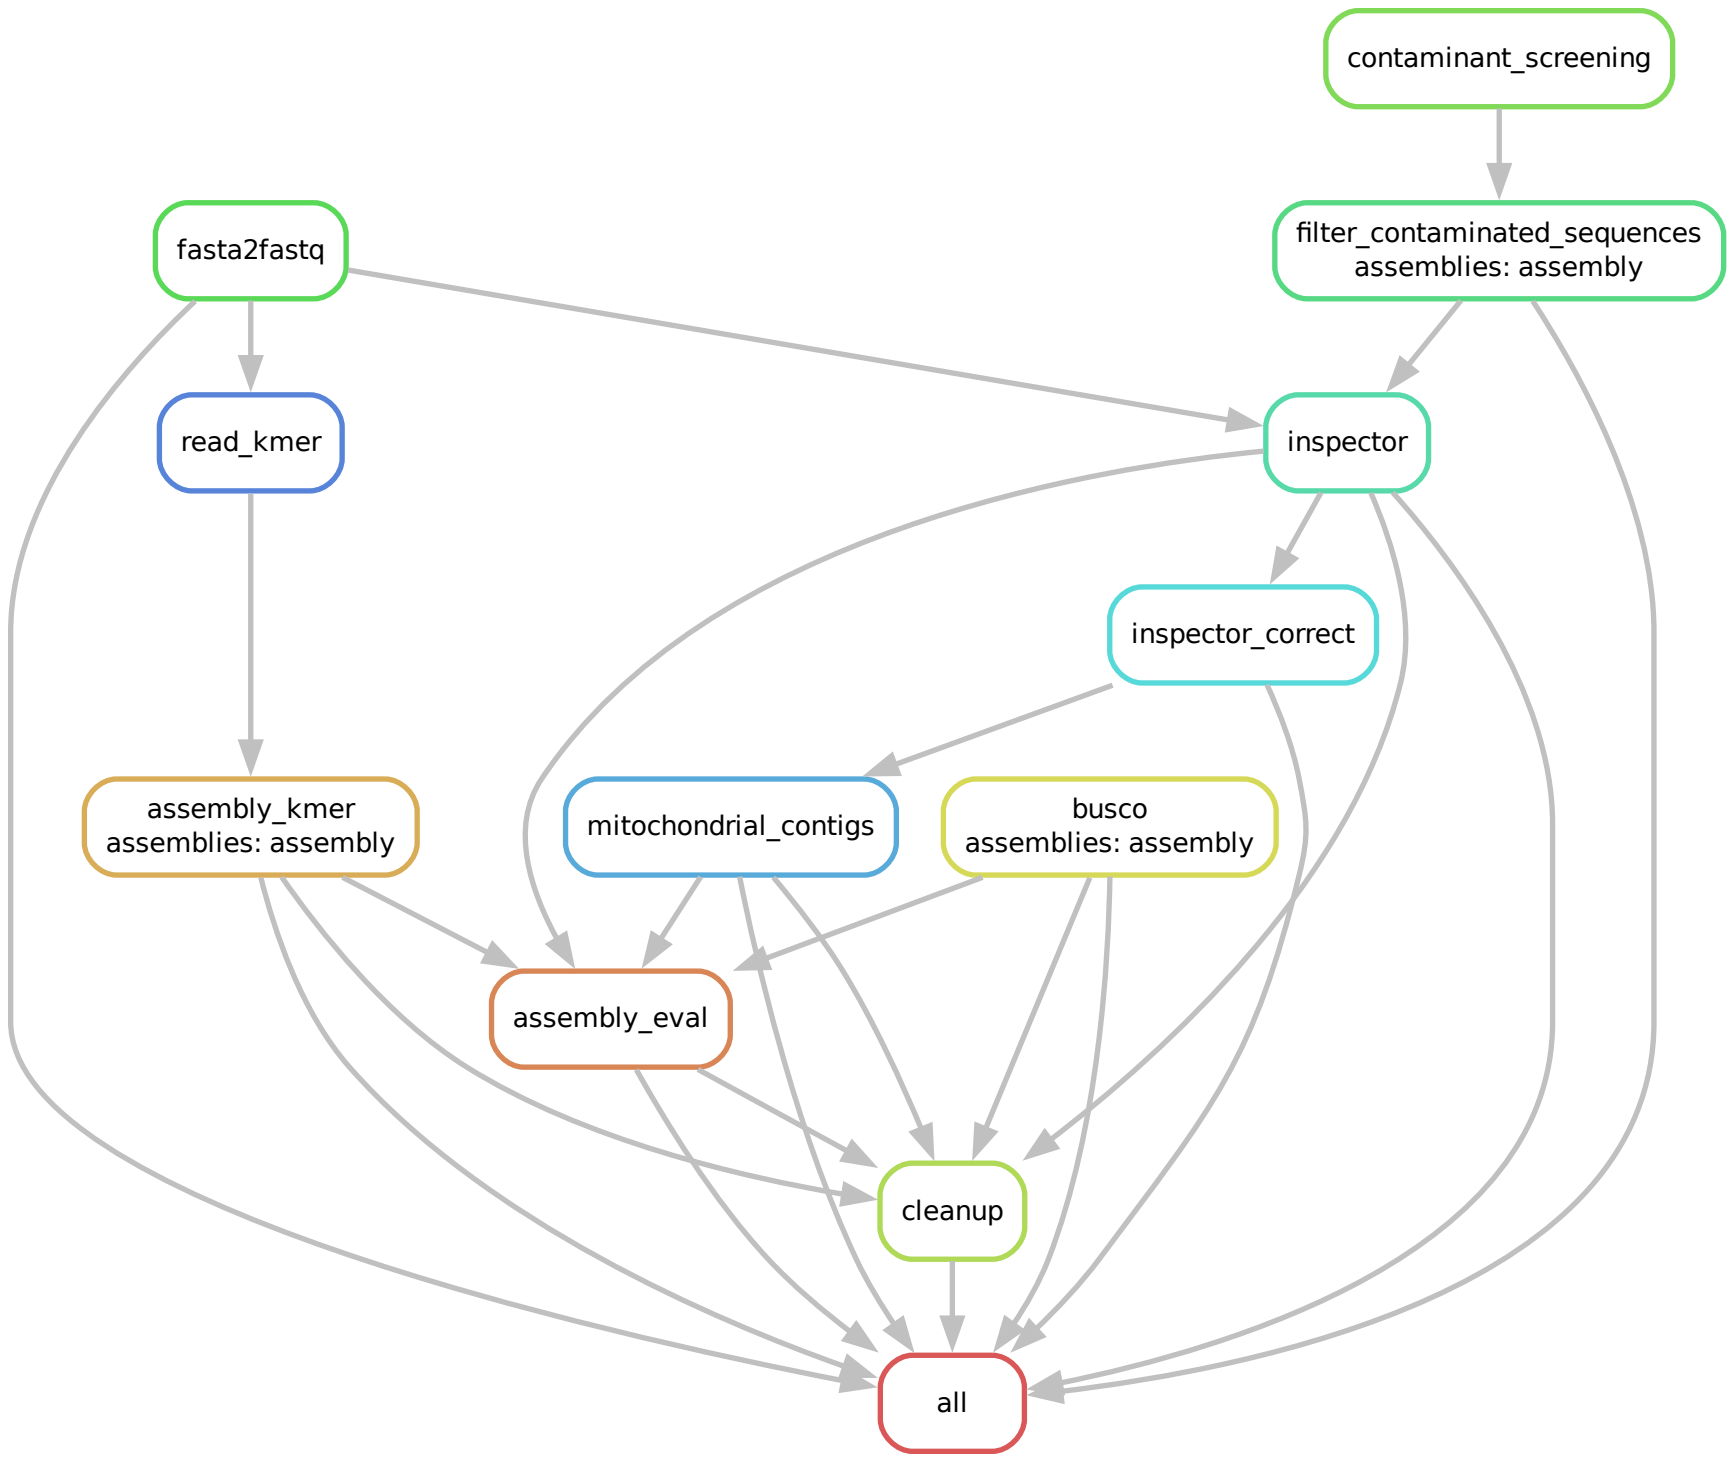 contaminant_screening
fasta2fastq
filter_contaminated_sequences
assemblies: assembly
read_kmer
inspector
inspector_correct
assembly_kmer
assemblies: assembly
mitochondrial_contigs
busco
assemblies: assembly
assembly_eval
cleanup
all